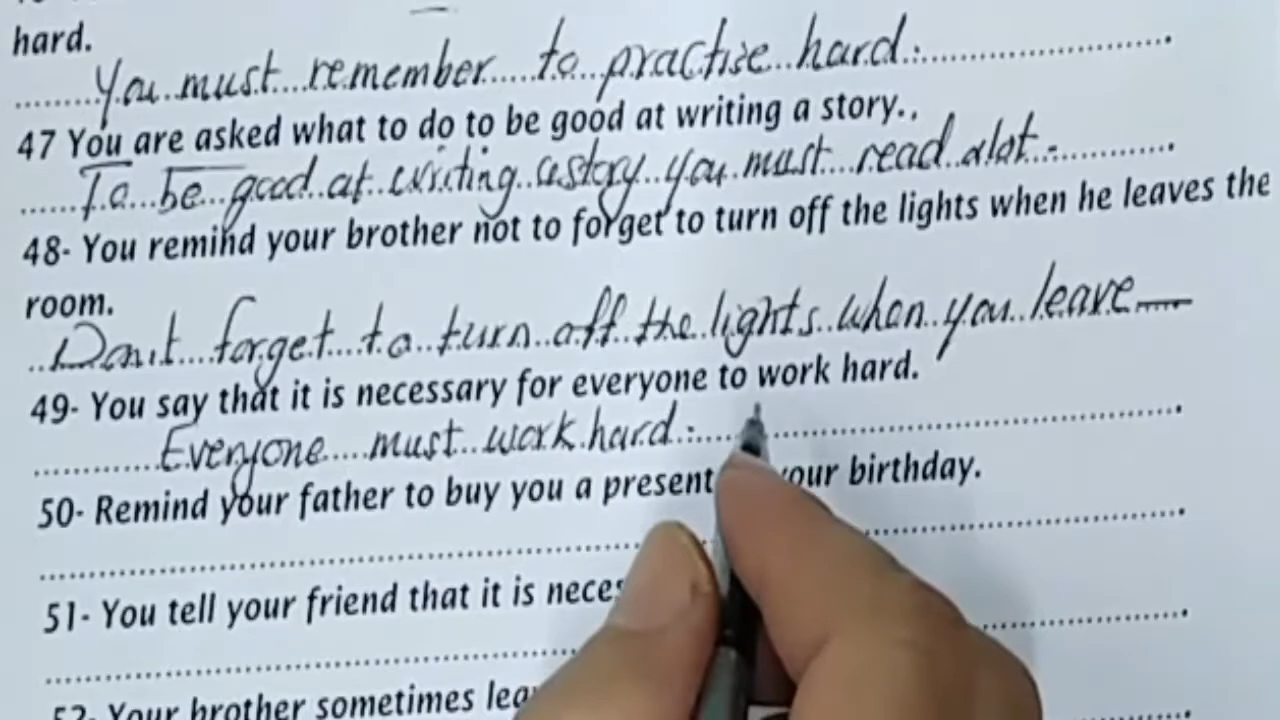 hard.
.........You must....remember.....to...practise..hard.:..........................
47 You are asked what to do to be good at writing a story..
......To...be...good..at..writing..a story..you..must...read..alot.-............
48- You remind your brother not to forget to turn off the lights when he leaves the
room.
..Don't...forget....to..turn..off..the..lights..when..you..leave
49- You say that it is necessary for everyone to work hard.
............Everyone....must..work.hard.:..............................
50- Remind your father to buy you a present your birthday.
51- You tell your friend that it is
52- Your brother sometimes